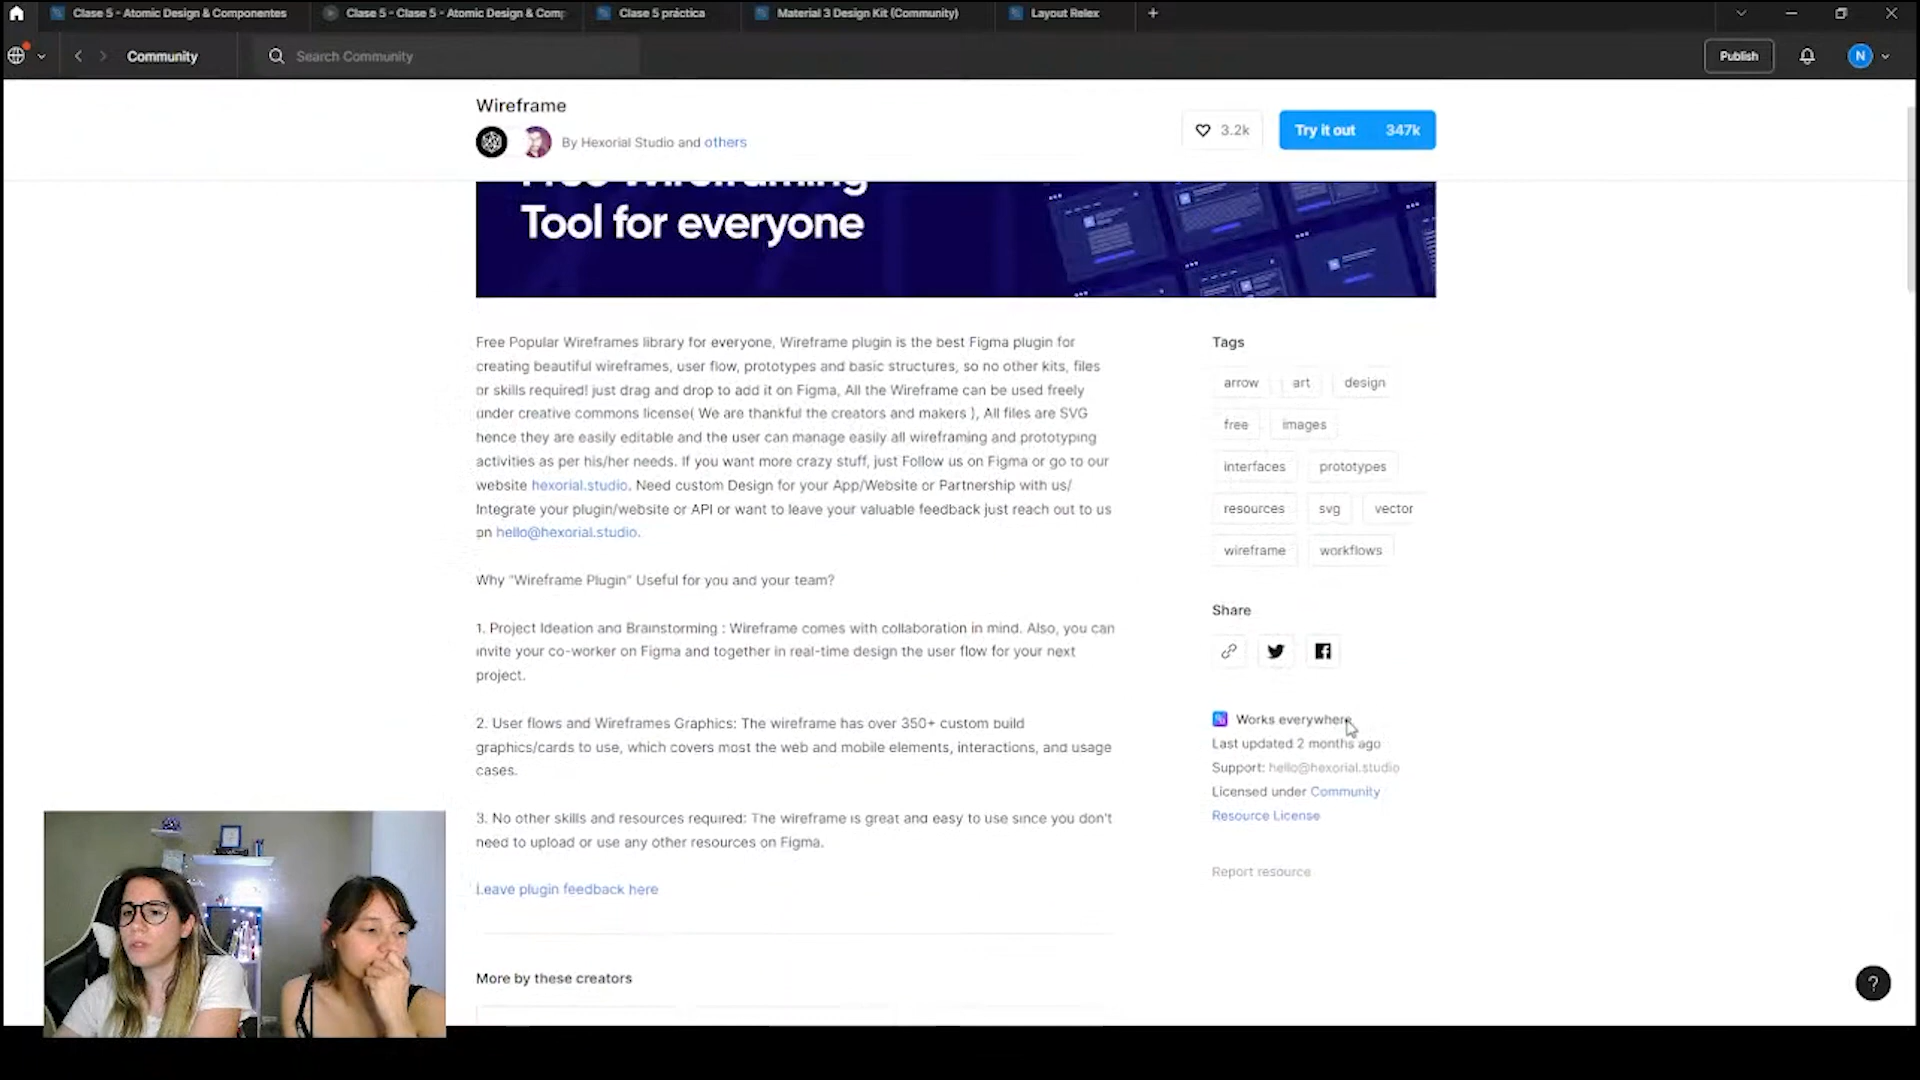 Clase 5 - Atomic Design & Componentes
Clase 5 - Clase 5 - Atomic Design & Comp
Clase 5 práctica
Material 3 Design Kit (Community)
Layout Relex
Community
Search Community
Publish
N
Wireframe
By Hexorial Studio and others
3.2k
Try it out 347k
Free Wireframing
Tool for everyone
Free Popular Wireframes library for everyone, Wireframe plugin is the best Figma plugin for
creating beautiful wireframes, user flow, prototypes and basic structures, so no other kits, files
or skills required! just drag and drop to add it on Figma, All the Wireframe can be used freely
under creative commons license( We are thankful the creators and makers ), All files are SVG
hence they are easily editable and the user can manage easily all wireframing and prototyping
activities as per his/her needs. If you want more crazy stuff, just Follow us on Figma or go to our
website hexorial.studio. Need custom Design for your App/Website or Partnership with us/
Integrate your plugin/website or API or want to leave your valuable feedback just reach out to us
on hello@hexorial.studio.
Why "Wireframe Plugin" Useful for you and your team?
1. Project Ideation and Brainstorming : Wireframe comes with collaboration in mind. Also, you can
invite your co-worker on Figma and together in real-time design the user flow for your next
project.
2. User flows and Wireframes Graphics: The wireframe has over 350+ custom build
graphics/cards to use, which covers most the web and mobile elements, interactions, and usage
cases.
3. No other skills and resources required: The wireframe is great and easy to use since you don't
need to upload or use any other resources on Figma.
Leave plugin feedback here
More by these creators
Tags
arrow art design
free images
interfaces prototypes
resources svg vector
wireframe workflows
Share
Works everywhere
Last updated 2 months ago
Support: hello@hexorial.studio
Licensed under Community
Resource License
Report resource
?